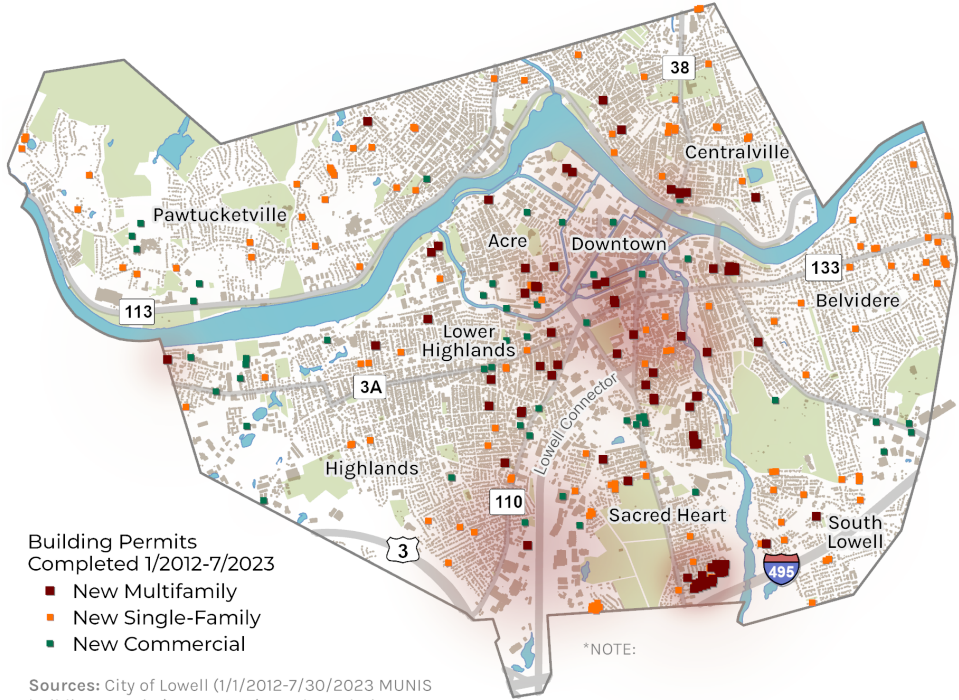 38
Centralville
Pawtucketville
Acre
Downtown
133
Belvidere
113
Lower
Highlands
3A
Lowell Connector
Highlands
110
Sacred Heart
South
Lowell
3
495
Building Permits
Completed 1/2012-7/2023
New Multifamily
New Single-Family
New Commercial
*NOTE:
Sources: City of Lowell (1/1/2012-7/30/2023 MUNIS